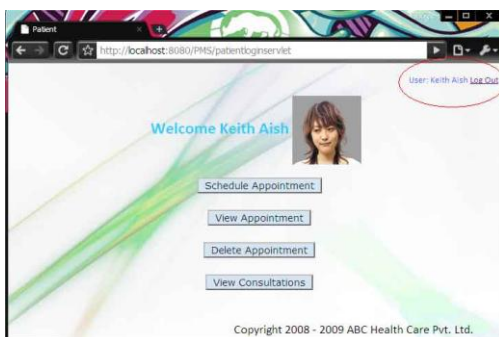 Patient
http://localhost:8080/PMS/patientloginservlet
User: Keith Aish Log Out
Welcome Keith Aish
Schedule Appointment
View Appointment
Delete Appointment
View Consultations
Copyright 2008 - 2009 ABC Health Care Pvt. Ltd.